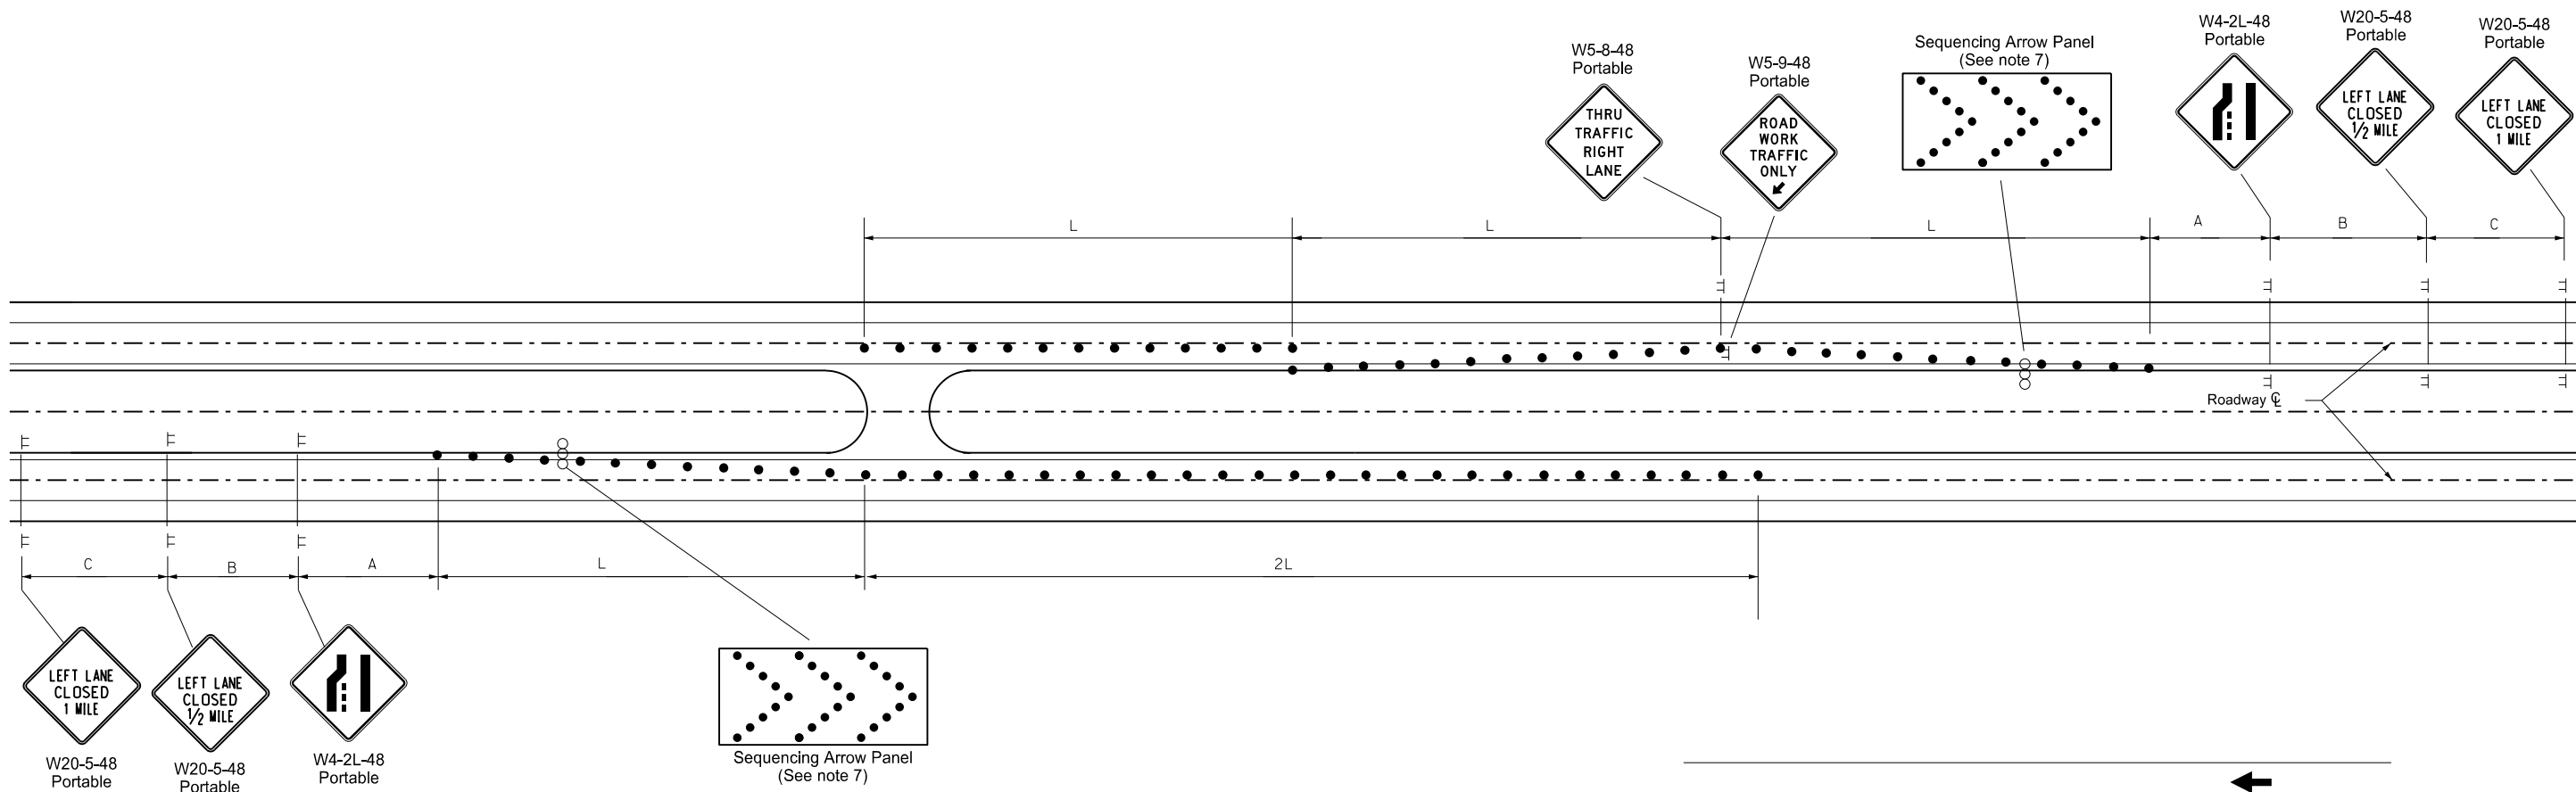 W5-8-48
Portable
THRU
TRAFFIC
RIGHT
LANE
W5-9-48
Portable
ROAD
WORK
TRAFFIC
ONLY
Sequencing Arrow Panel
(See note 7)
W4-2L-48
Portable
W20-5-48
Portable
LEFT LANE
CLOSED
1/2 MILE
W20-5-48
Portable
LEFT LANE
CLOSED
1 MILE
L
L
L
A
B
C
Roadway ℄
C
B
A
L
2L
LEFT LANE
CLOSED
1 MILE
W20-5-48
Portable
LEFT LANE
CLOSED
1/2 MILE
W20-5-48
Portable
W4-2L-48
Portable
Sequencing Arrow Panel
(See note 7)